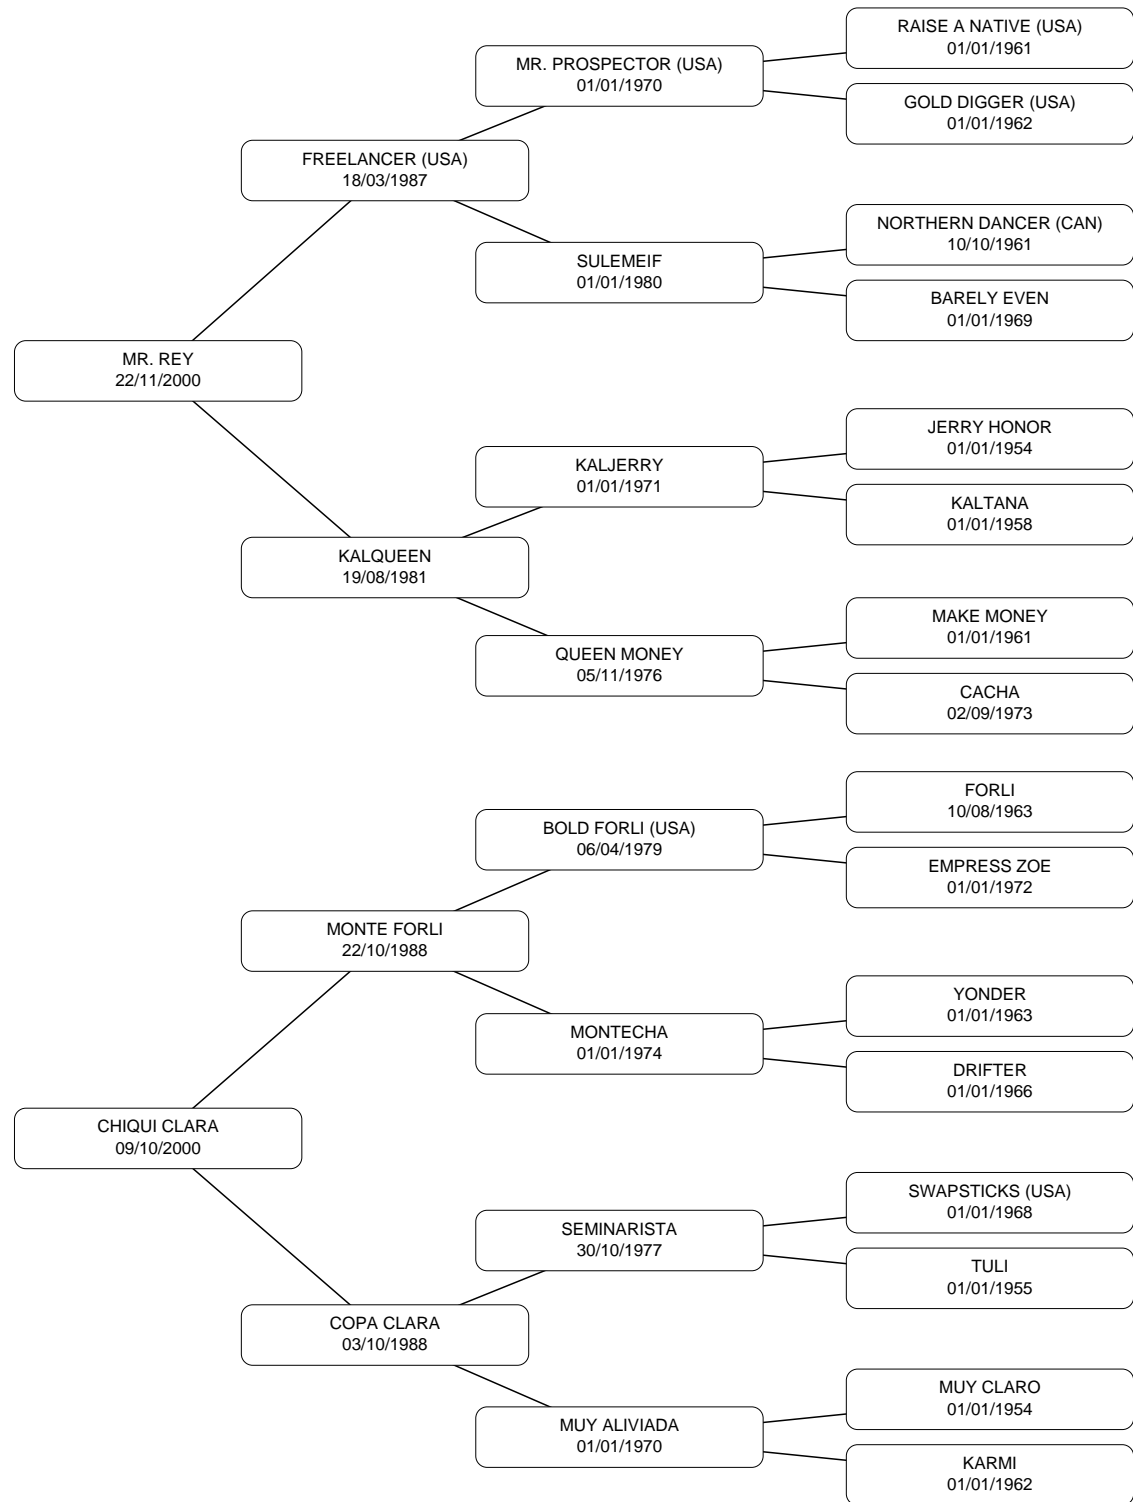 RAISE A NATIVE (USA)
01/01/1961
MR. PROSPECTOR (USA)
01/01/1970
GOLD DIGGER (USA)
01/01/1962
FREELANCER (USA)
18/03/1987
NORTHERN DANCER (CAN)
10/10/1961
SULEMEIF
01/01/1980
BARELY EVEN
01/01/1969
MR. REY
22/11/2000
JERRY HONOR
01/01/1954
KALJERRY
01/01/1971
KALTANA
01/01/1958
KALQUEEN
19/08/1981
MAKE MONEY
01/01/1961
QUEEN MONEY
05/11/1976
CACHA
02/09/1973
FORLI
10/08/1963
BOLD FORLI (USA)
06/04/1979
EMPRESS ZOE
01/01/1972
MONTE FORLI
22/10/1988
YONDER
01/01/1963
MONTECHA
01/01/1974
DRIFTER
01/01/1966
CHIQUI CLARA
09/10/2000
SWAPSTICKS (USA)
01/01/1968
SEMINARISTA
30/10/1977
TULI
01/01/1955
COPA CLARA
03/10/1988
MUY CLARO
01/01/1954
MUY ALIVIADA
01/01/1970
KARMI
01/01/1962